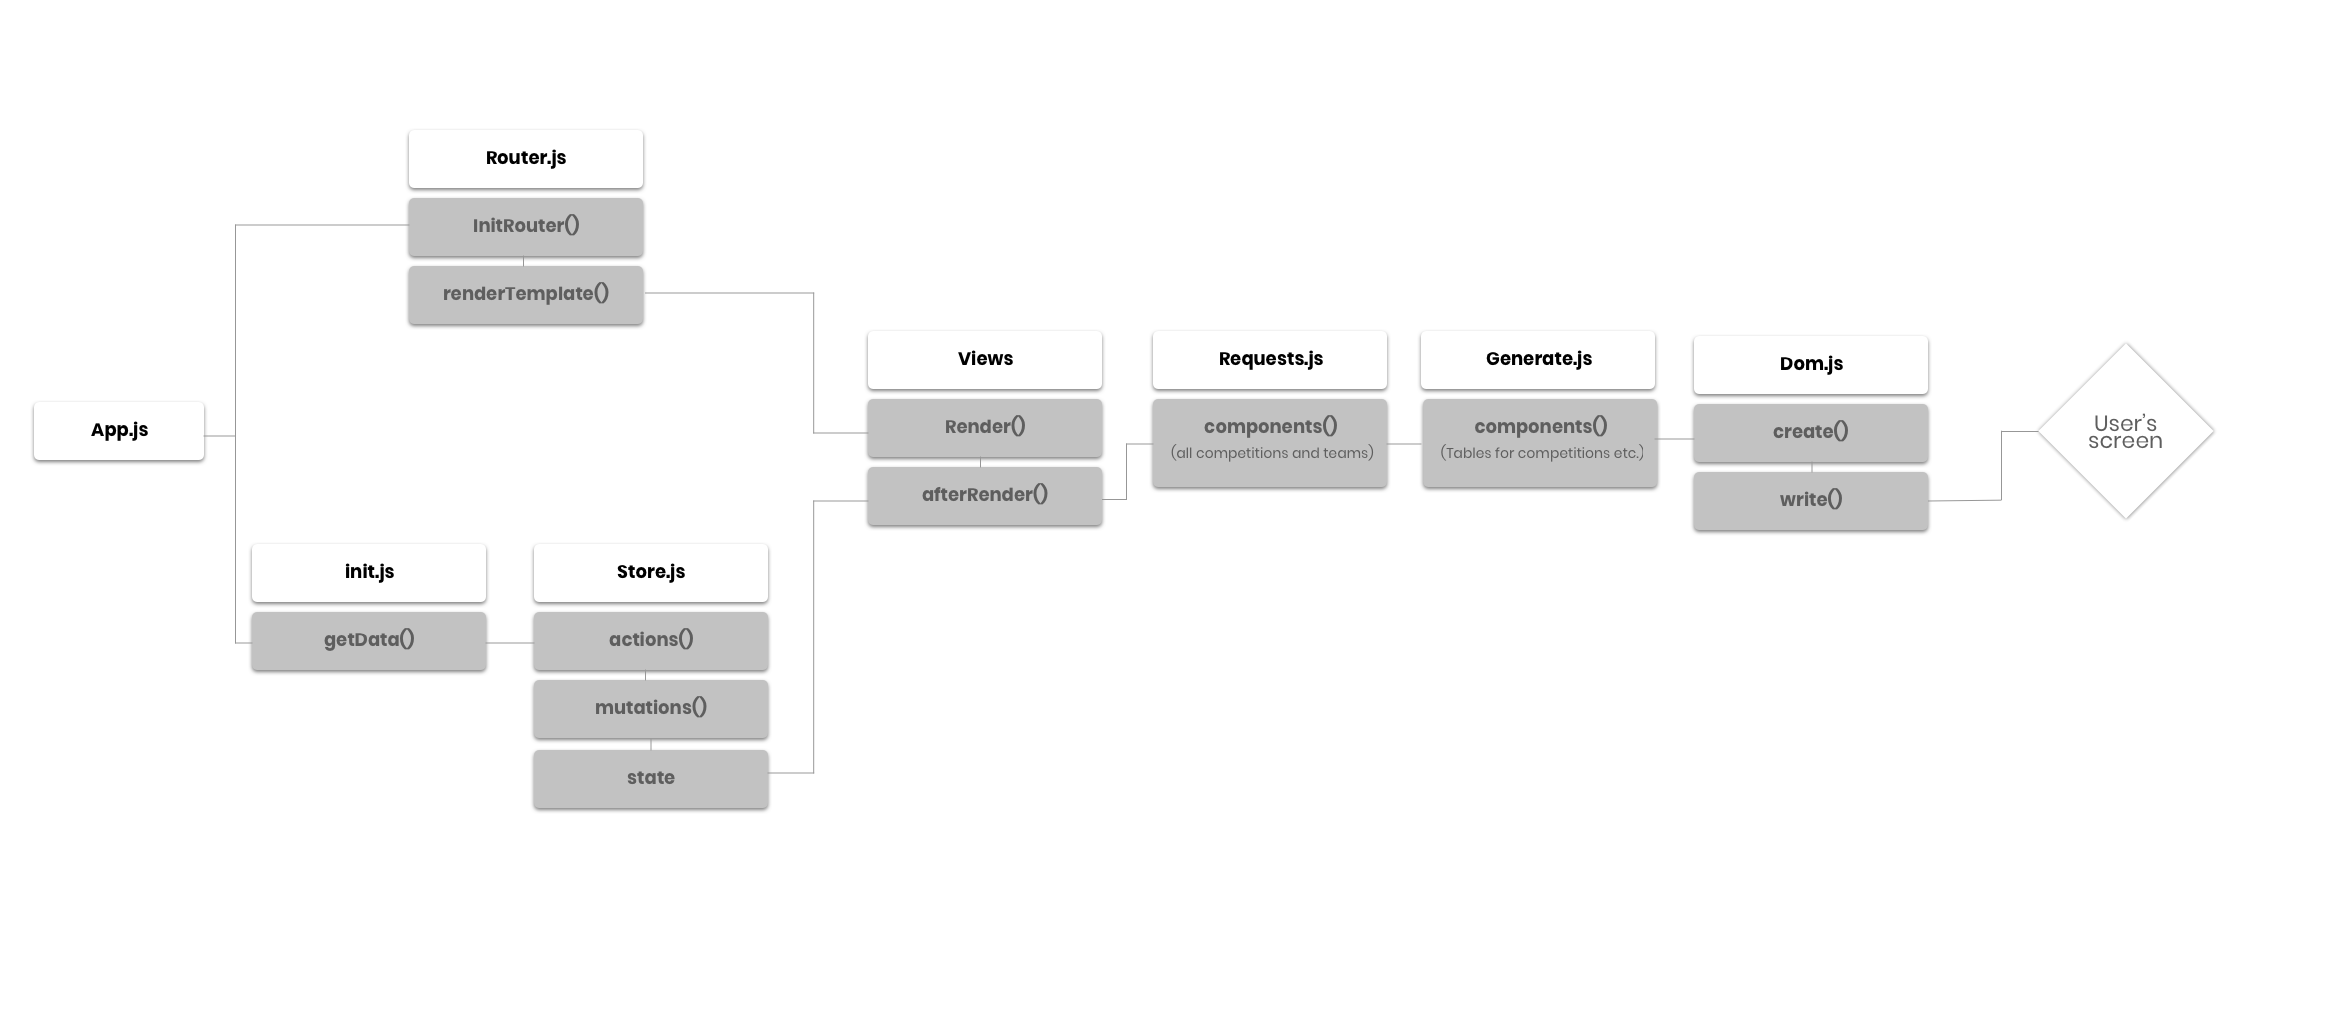 Router.js
InitRouter()
renderTemplate()
App.js
init.js
getData()
Store.js
actions()
mutations()
state
Views
Render()
afterRender()
Requests.js
components()
(all competitions and teams)
Generate.js
components()
(Tables for competitions etc.)
Dom.js
create()
write()
User's
screen